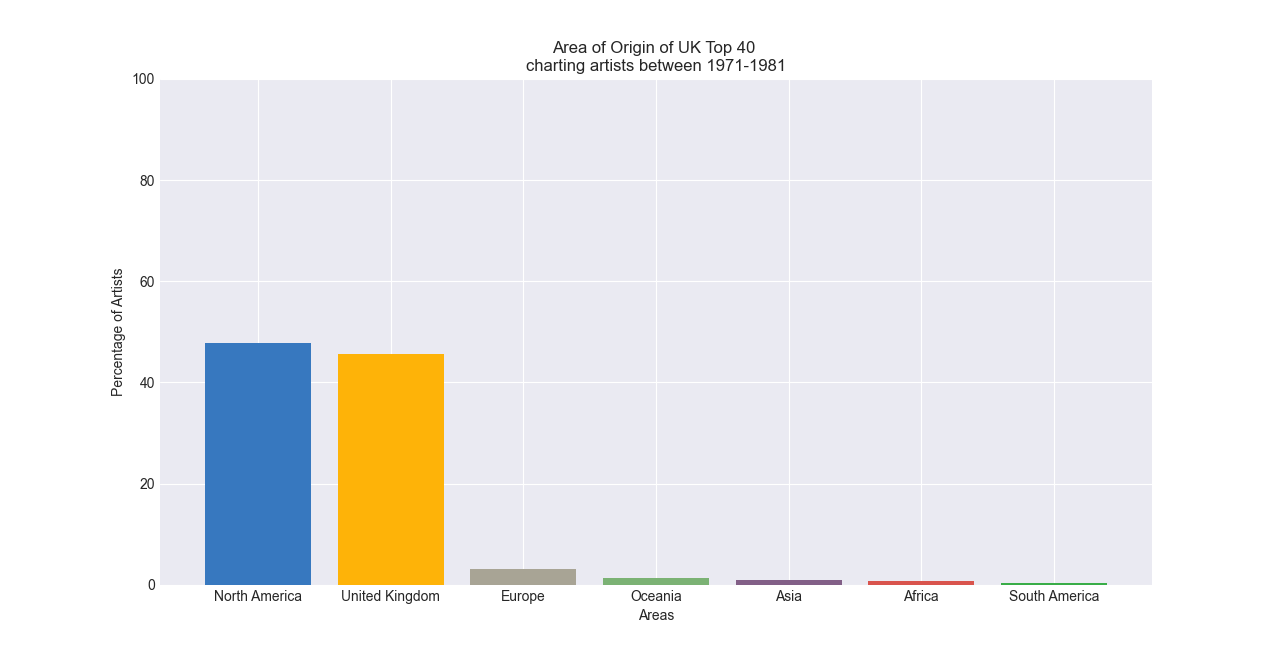 Area of Origin of UK Top 40
charting artists between 1971-1981
100
80
60
40
20
0
Percentage of Artists
North America
United Kingdom
Europe
Oceania
Asia
Africa
South America
Areas